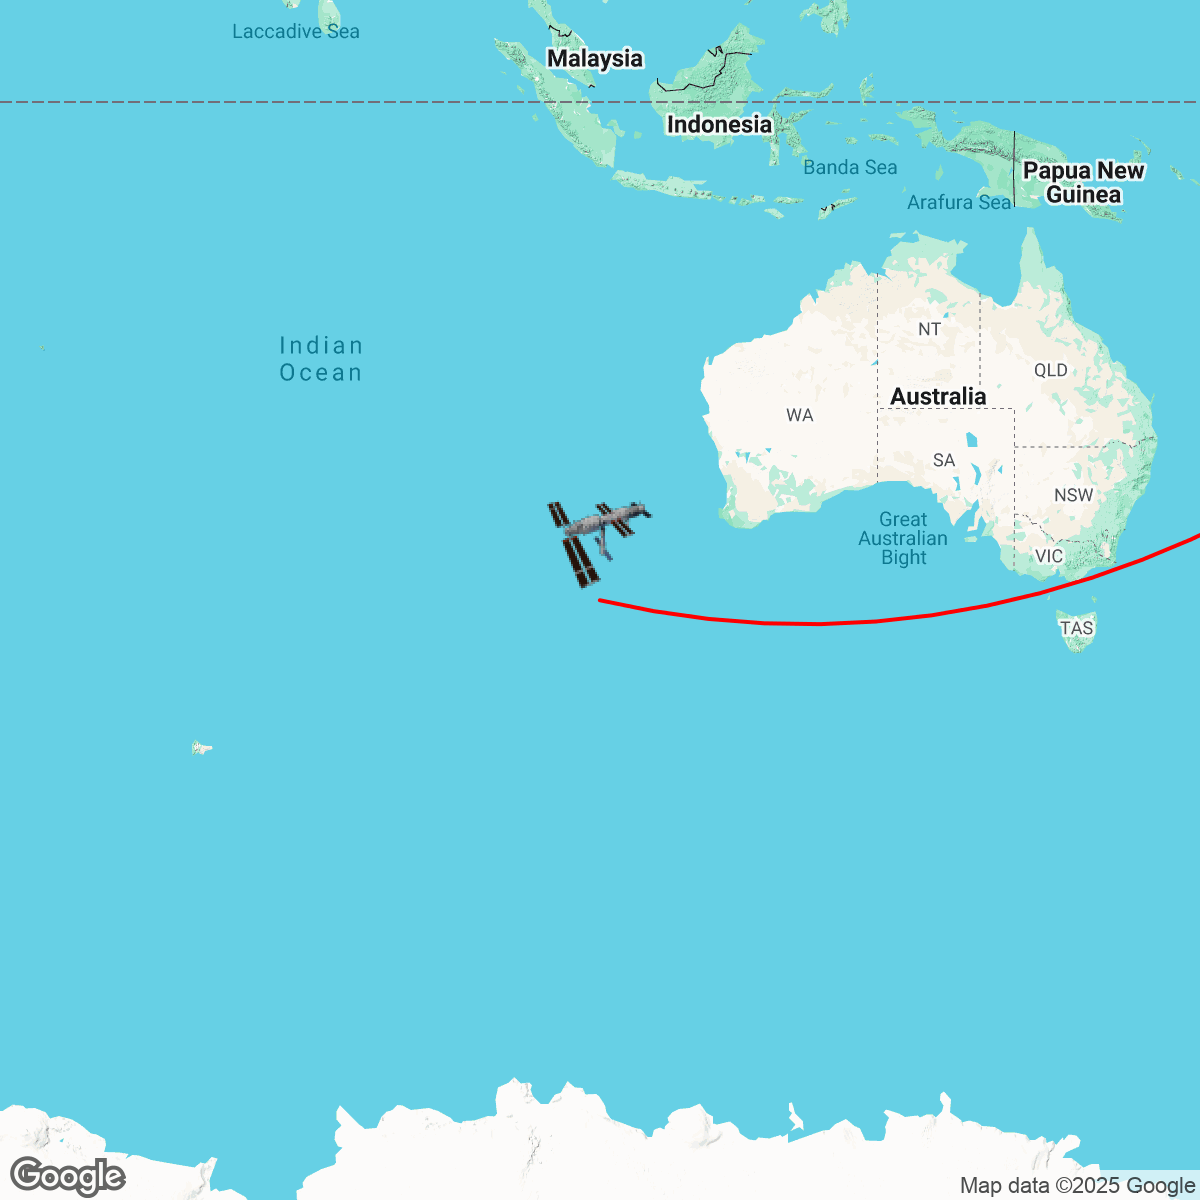 Laccadive Sea
Malaysia
Indonesia
Banda Sea
Papua New
Guinea
Arafura Sea
Indian
Ocean
NT
QLD
Australia
WA
SA
NSW
Great
Australian
Bight
VIC
TAS
Google
Map data ©2025 Google